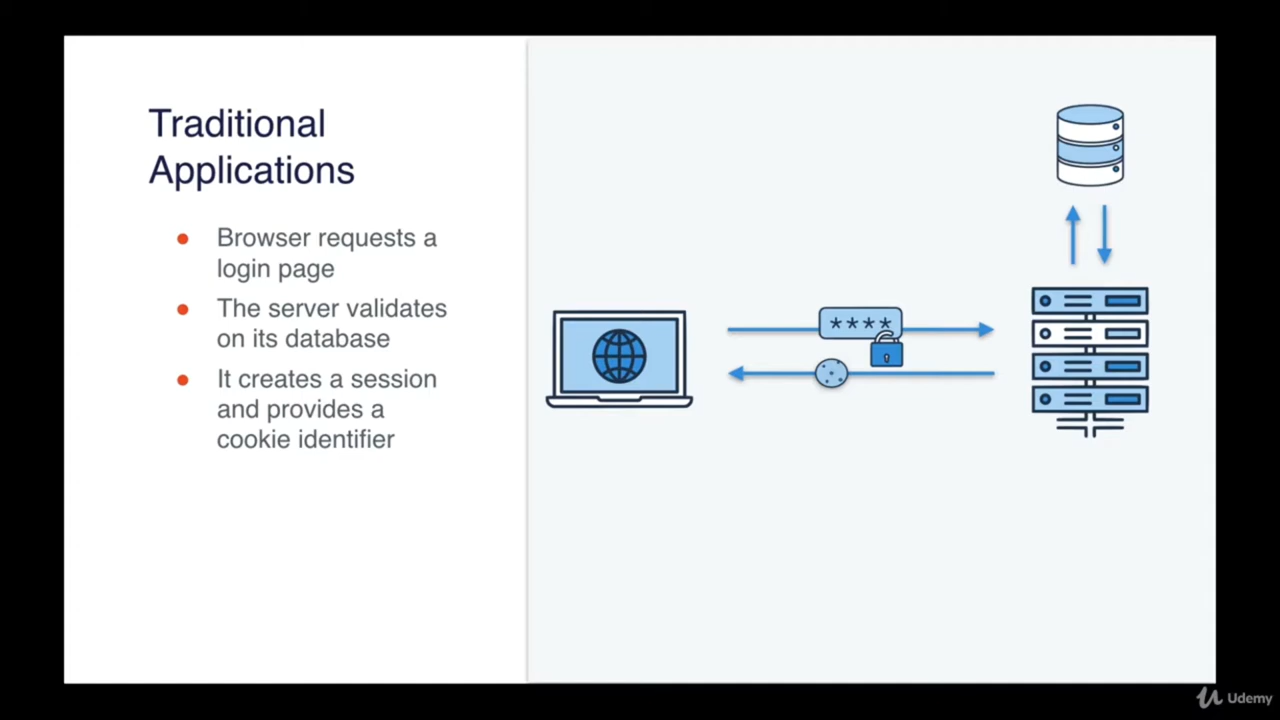 Traditional
Applications
● Browser requests a
login page
● The server validates
on its database
● It creates a session
and provides a
cookie identifier
****
Udemy